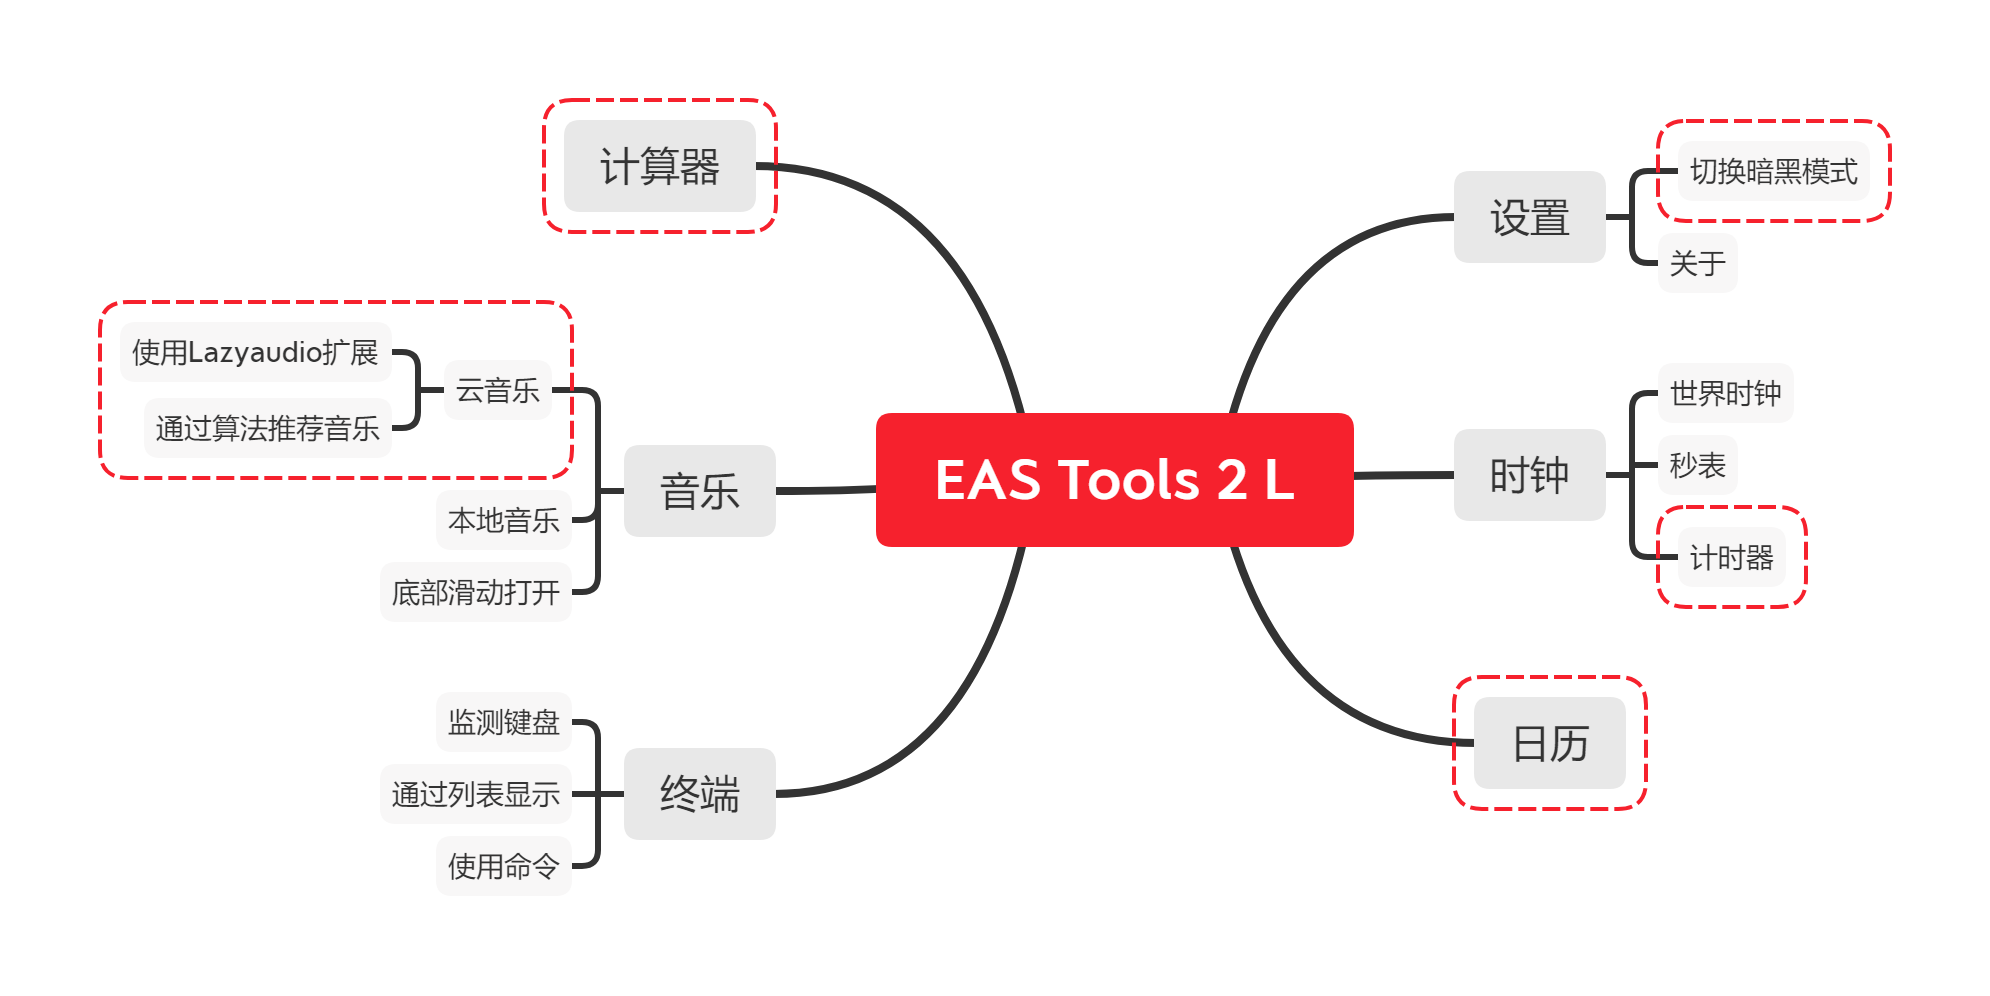 EAS Tools 2 L
设置
切换暗黑模式
关于
时钟
世界时钟
秒表
计时器
日历
计算器
音乐
云音乐
使用Lazyaudio扩展
通过算法推荐音乐
本地音乐
底部滑动打开
终端
监测键盘
通过列表显示
使用命令